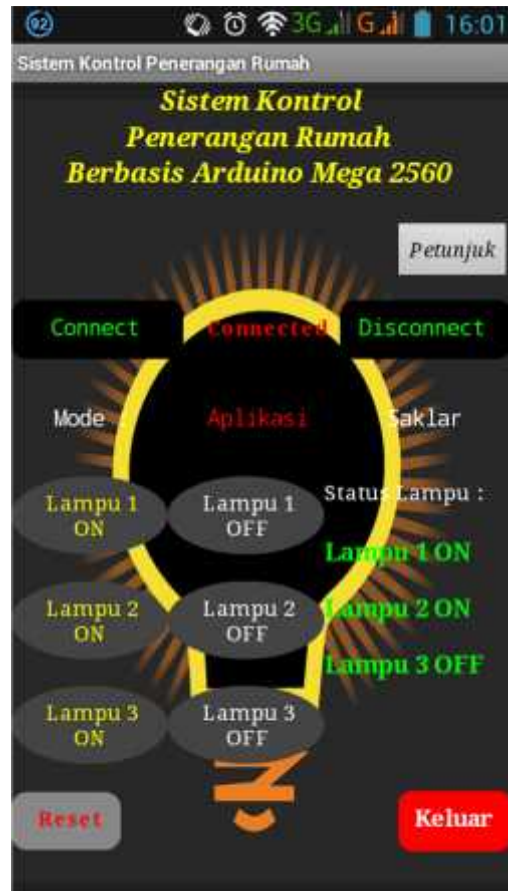 92 3G G 16:01
Sistem Kontrol Penerangan Rumah
Sistem Kontrol
Penerangan Rumah
Berbasis Arduino Mega 2560
Petunjuk
Connect Connected Disconnect
Mode : Aplikasi Saklar
Status Lampu :
Lampu 1
ON
Lampu 1
OFF
Lampu 1 ON
Lampu 2
ON
Lampu 2
OFF
Lampu 2 ON
Lampu 3 OFF
Lampu 3
ON
Lampu 3
OFF
Reset Keluar